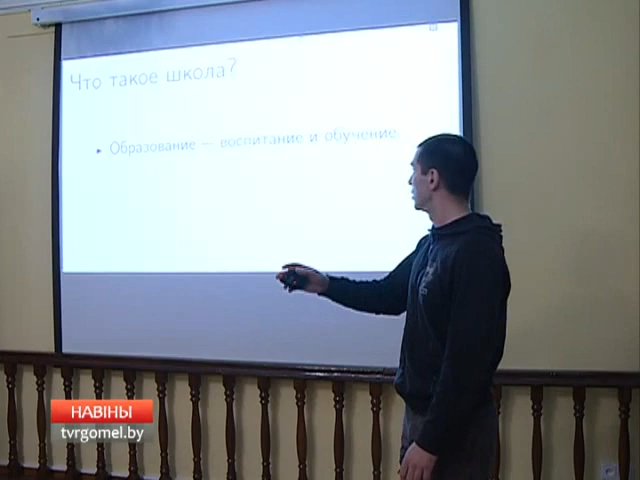 Что такое школа?
Образование — воспитание и обучение.
НАВІНЫ
tvrgomel.by